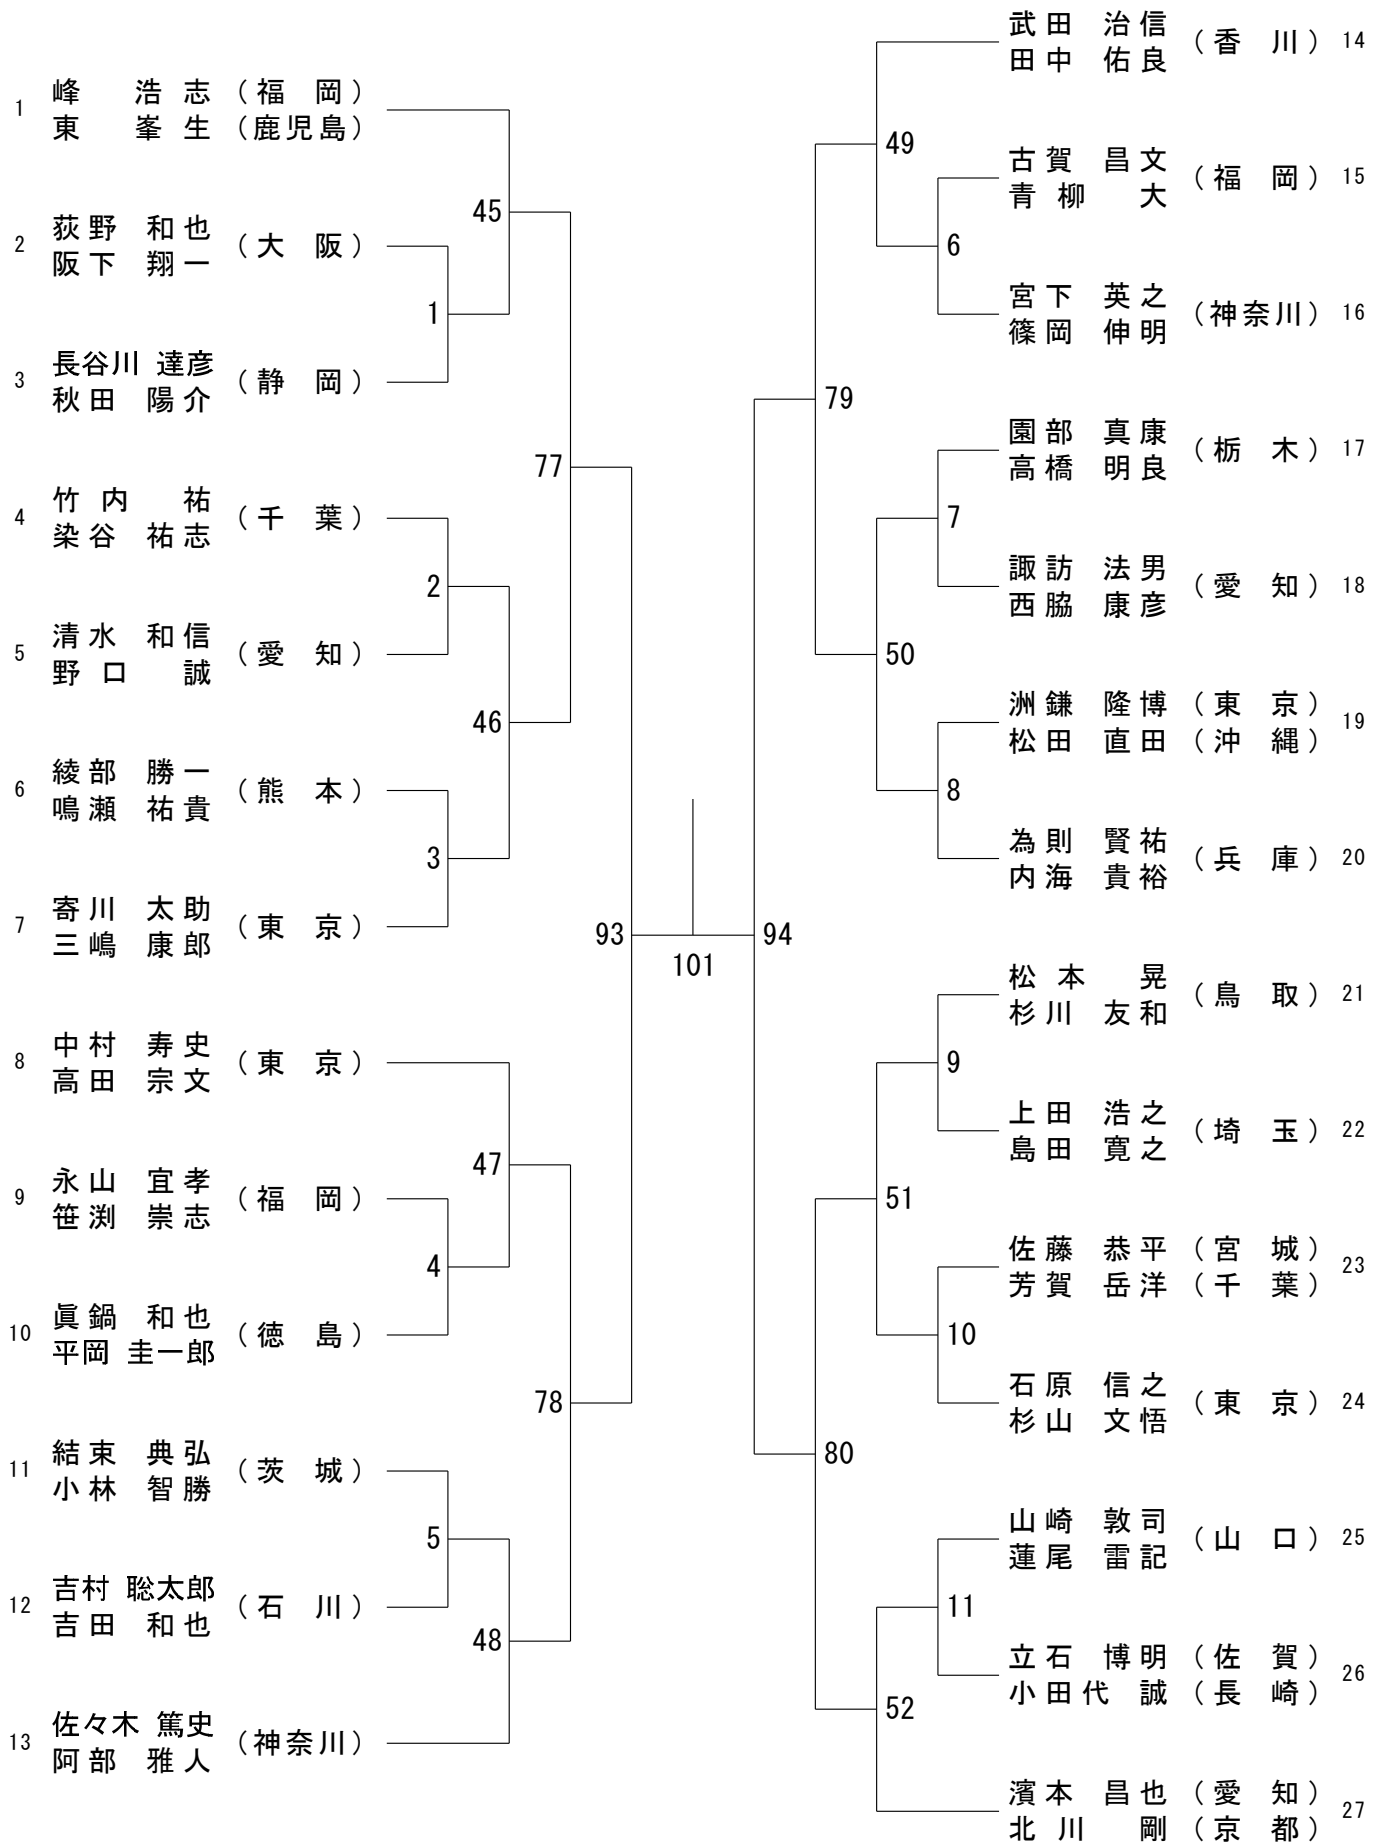 1 峰 浩志 (福岡)
東 峯生 (鹿児島)
45
2 荻野 和也 (大阪)
阪下 翔一
1
3 長谷川 達彦 (静岡)
秋田 陽介
77
4 竹内 祐 (千葉)
染谷 祐志
2
5 清水 和信 (愛知)
野口 誠
46
6 綾部 勝一 (熊本)
鳴瀬 祐貴
3
7 寄川 太助 (東京)
三嶋 康郎
93
8 中村 寿史 (東京)
高田 宗文
47
9 永山 宜孝 (福岡)
笹渕 崇志
4
10 眞鍋 和也 (徳島)
平岡 圭一郎
78
11 結束 典弘 (茨城)
小林 智勝
5
12 吉村 聡太郎 (石川)
吉田 和也
48
13 佐々木 篤史 (神奈川)
阿部 雅人
101
武田 治信 (香川) 14
田中 佑良
49
古賀 昌文 (福岡) 15
青柳 大
6
宮下 英之 (神奈川) 16
篠岡 伸明
79
園部 真康 (栃木) 17
高橋 明良
7
諏訪 法男 (愛知) 18
西脇 康彦
50
洲鎌 隆博 (東京) 19
松田 直田 (沖縄)
8
為則 賢祐 (兵庫) 20
内海 貴裕
94
松本 晃 (鳥取) 21
杉川 友和
9
上田 浩之 (埼玉) 22
島田 寛之
51
佐藤 恭平 (宮城) 23
芳賀 岳洋 (千葉)
10
石原 信之 (東京) 24
杉山 文悟
80
山崎 敦司 (山口) 25
蓮尾 雷記
11
立石 博明 (佐賀) 26
小田代 誠 (長崎)
52
濱本 昌也 (愛知) 27
北川 剛 (京都)